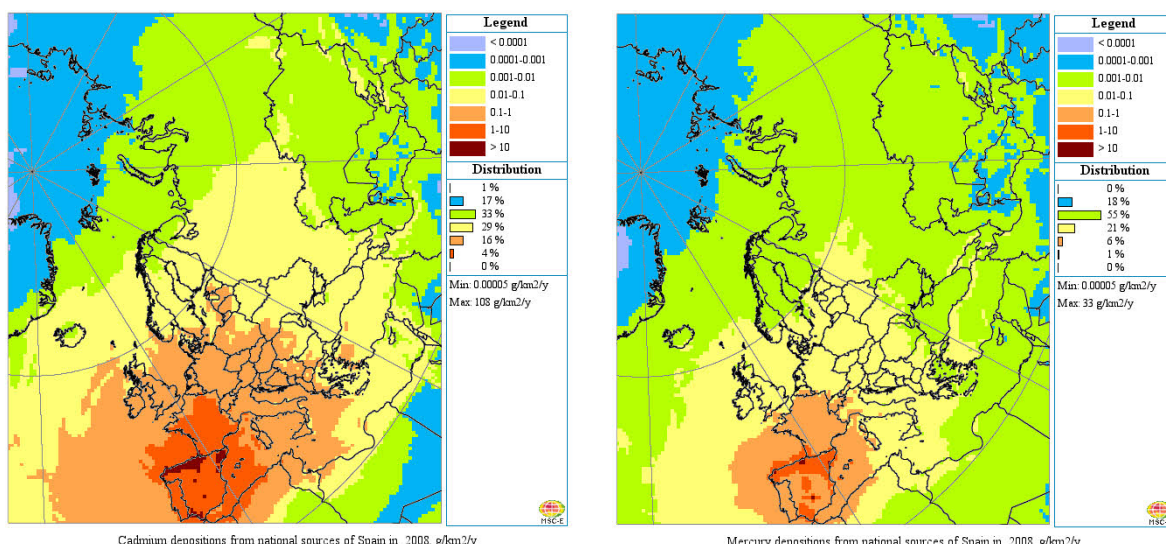 Legend
< 0.0001
0.0001-0.001
0.001-0.01
0.01-0.1
0.1-1
1-10
> 10
Distribution
1 %
17 %
33 %
29 %
16 %
4 %
0 %
Min: 0.00005 g/km2/y
Max: 108 g/km2/y
MSC-E
Cadmium depositions from national sources of Spain in 2008, g/km2/y
Legend
< 0.0001
0.0001-0.001
0.001-0.01
0.01-0.1
0.1-1
1-10
> 10
Distribution
0 %
18 %
55 %
21 %
6 %
1 %
0 %
Min: 0.00005 g/km2/y
Max: 33 g/km2/y
MSC-E
Mercury depositions from national sources of Spain in 2008, g/km2/y